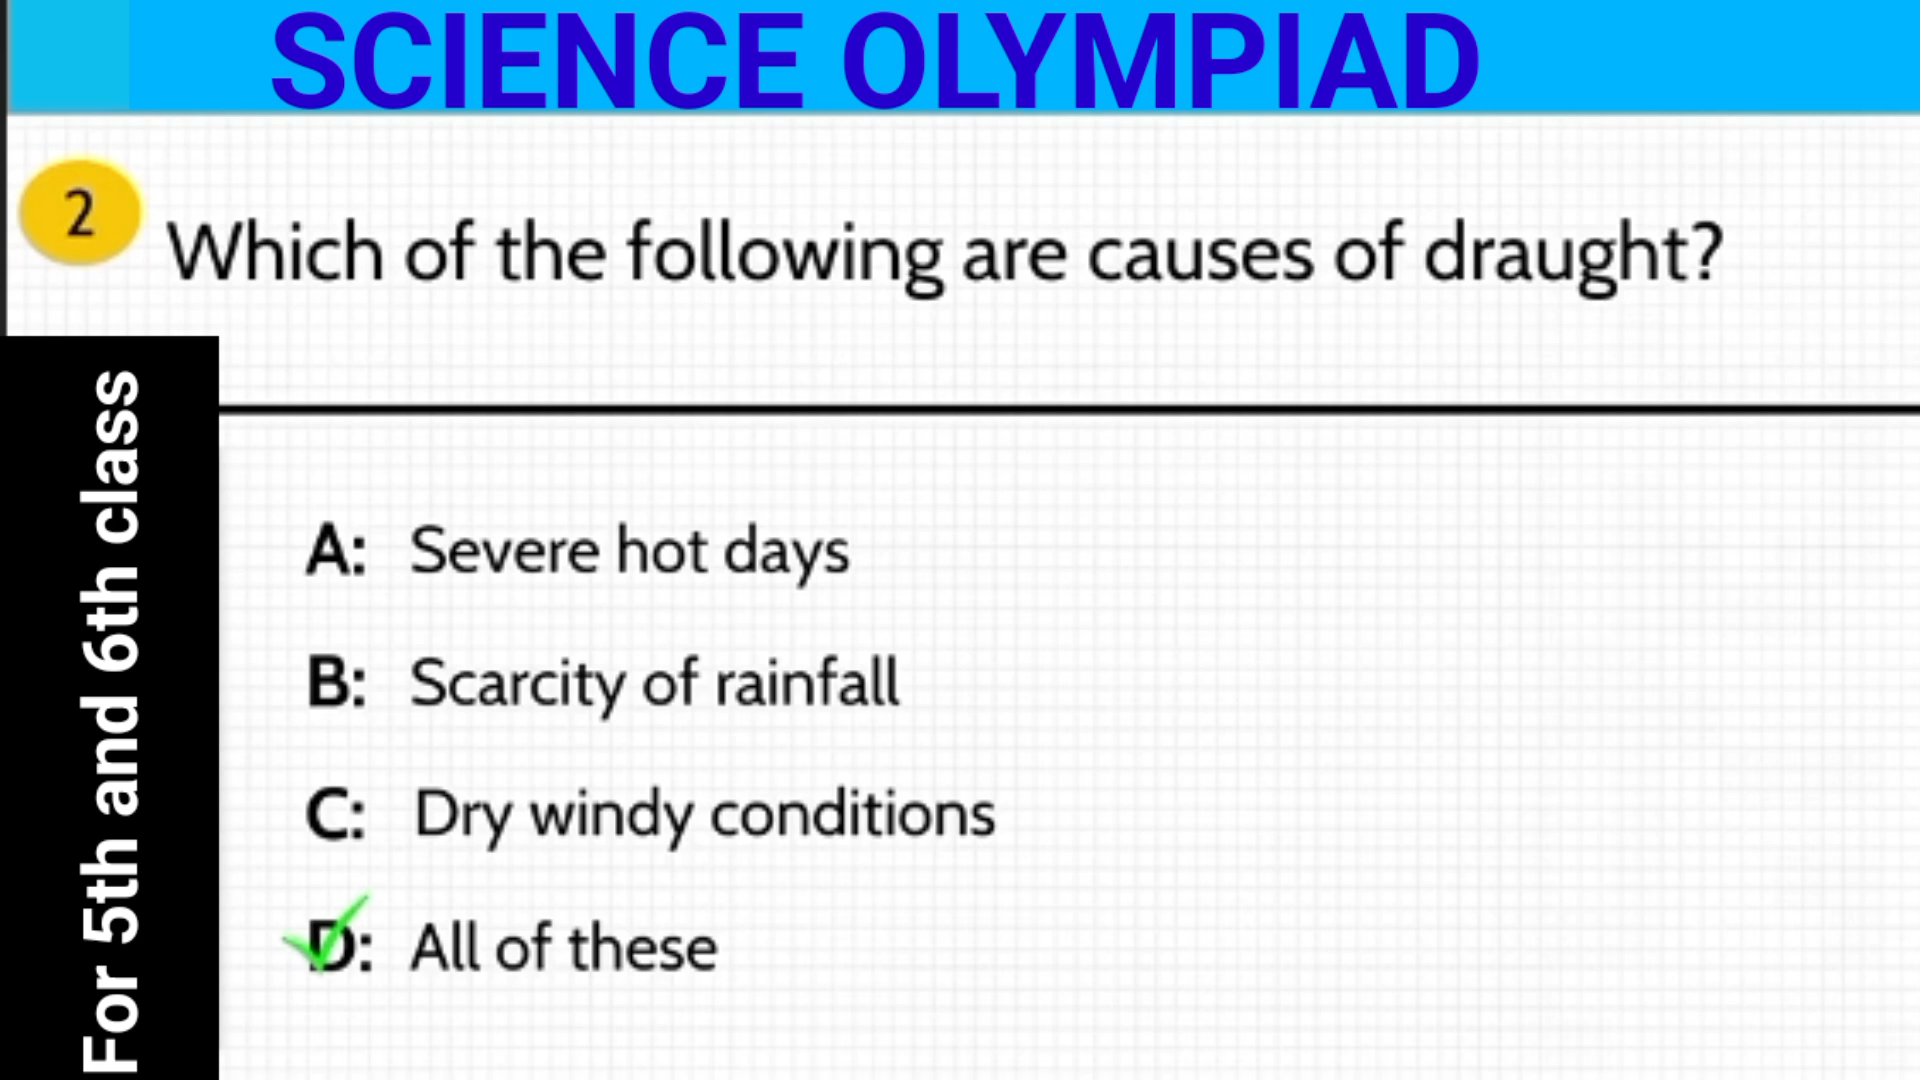 SCIENCE OLYMPIAD
2
Which of the following are causes of draught?
For 5th and 6th class
A: Severe hot days
B: Scarcity of rainfall
C: Dry windy conditions
D: All of these